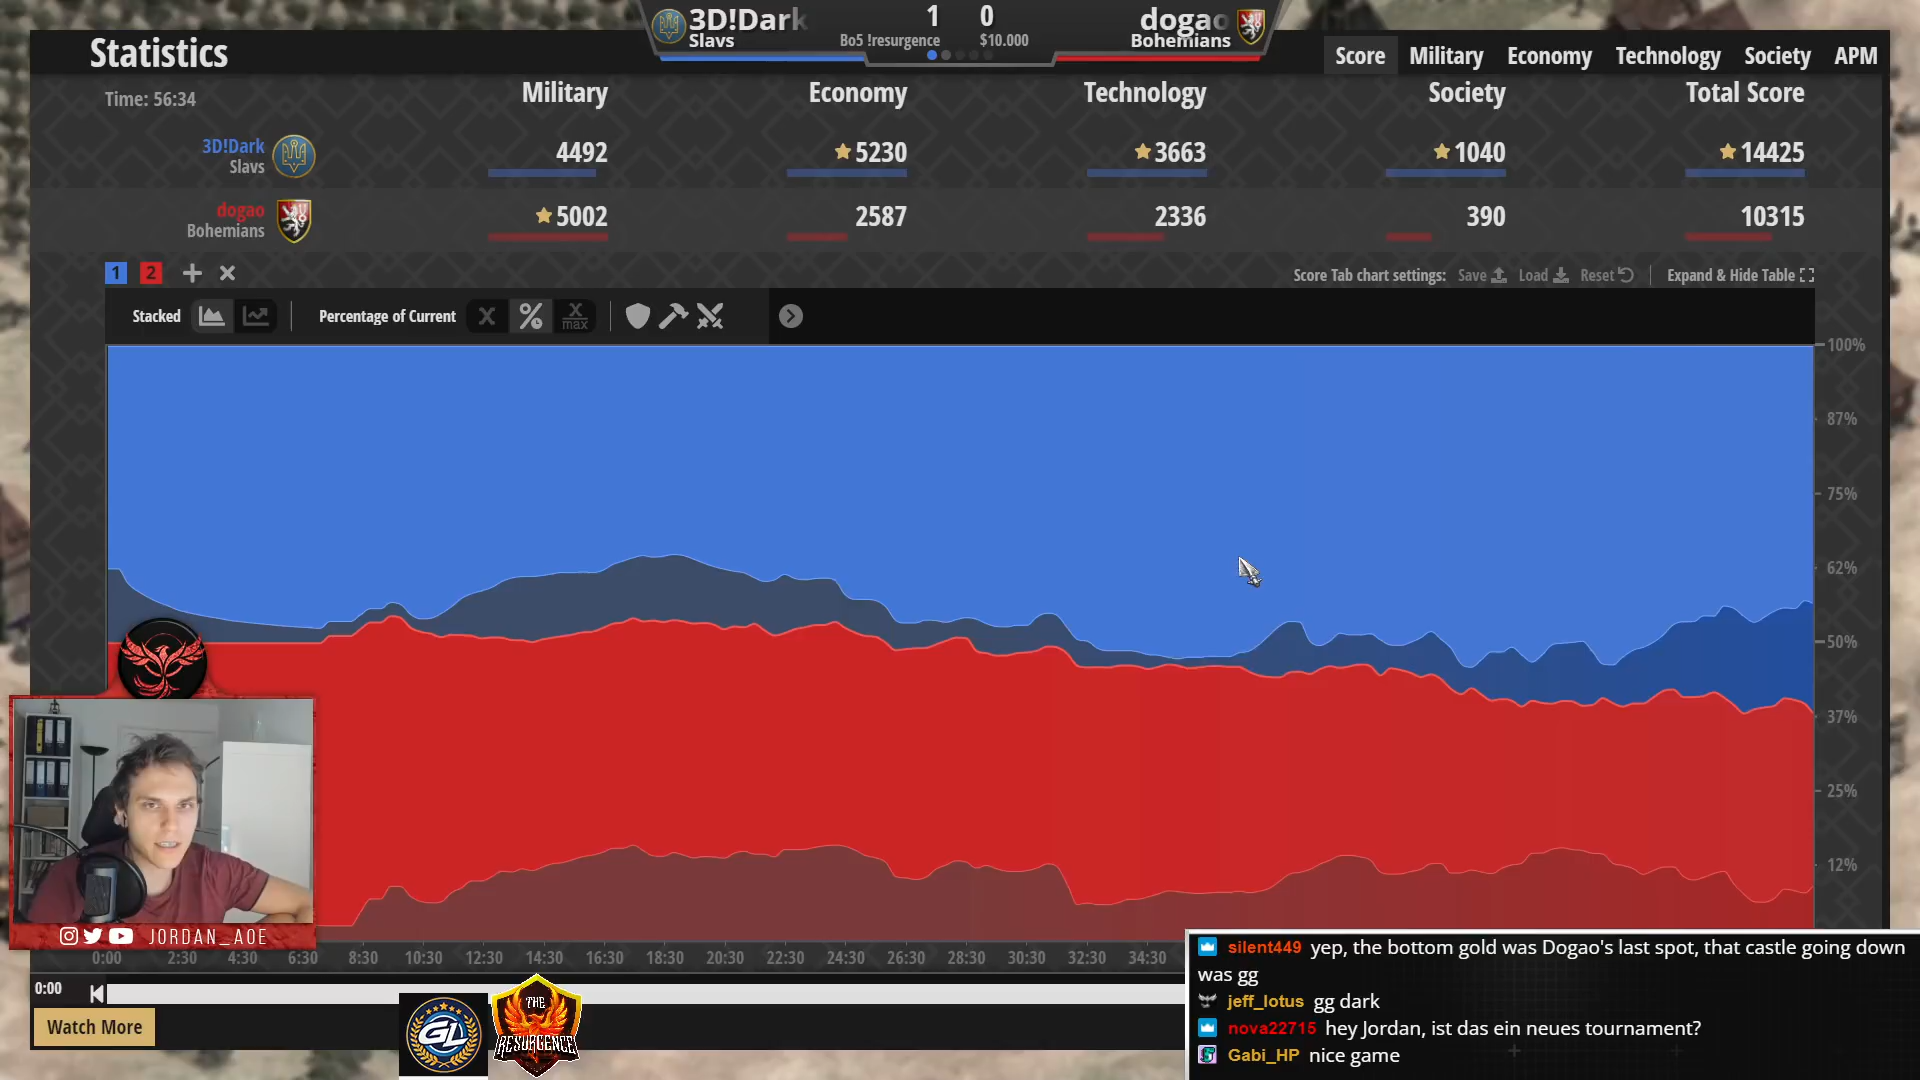 3D!Dark
Slavs
1
0
Bo5 !resurgence
$10.000
dogao
Bohemians
Statistics
Score
Military
Economy
Technology
Society
APM
Time: 56:34
Military
Economy
Technology
Society
Total Score
3D!Dark
Slavs
4492
5230
3663
1040
14425
dogao
Bohemians
5002
2587
2336
390
10315
1
2
Score Tab chart settings:
Save
Load
Reset
Expand & Hide Table
Stacked
Percentage of Current
X
%
X
max
100%
87%
75%
62%
50%
37%
25%
12%
JORDAN_AOE
0:00
2:30
4:30
6:30
8:30
10:30
12:30
14:30
16:30
18:30
20:30
22:30
24:30
26:30
28:30
30:30
32:30
34:30
0:00
Watch More
GL
THE
RESURGENCE
silent449 yep, the bottom gold was Dogao's last spot, that castle going down
was gg
jeff_lotus gg dark
nova22715 hey Jordan, ist das ein neues tournament?
Gabi_HP nice game